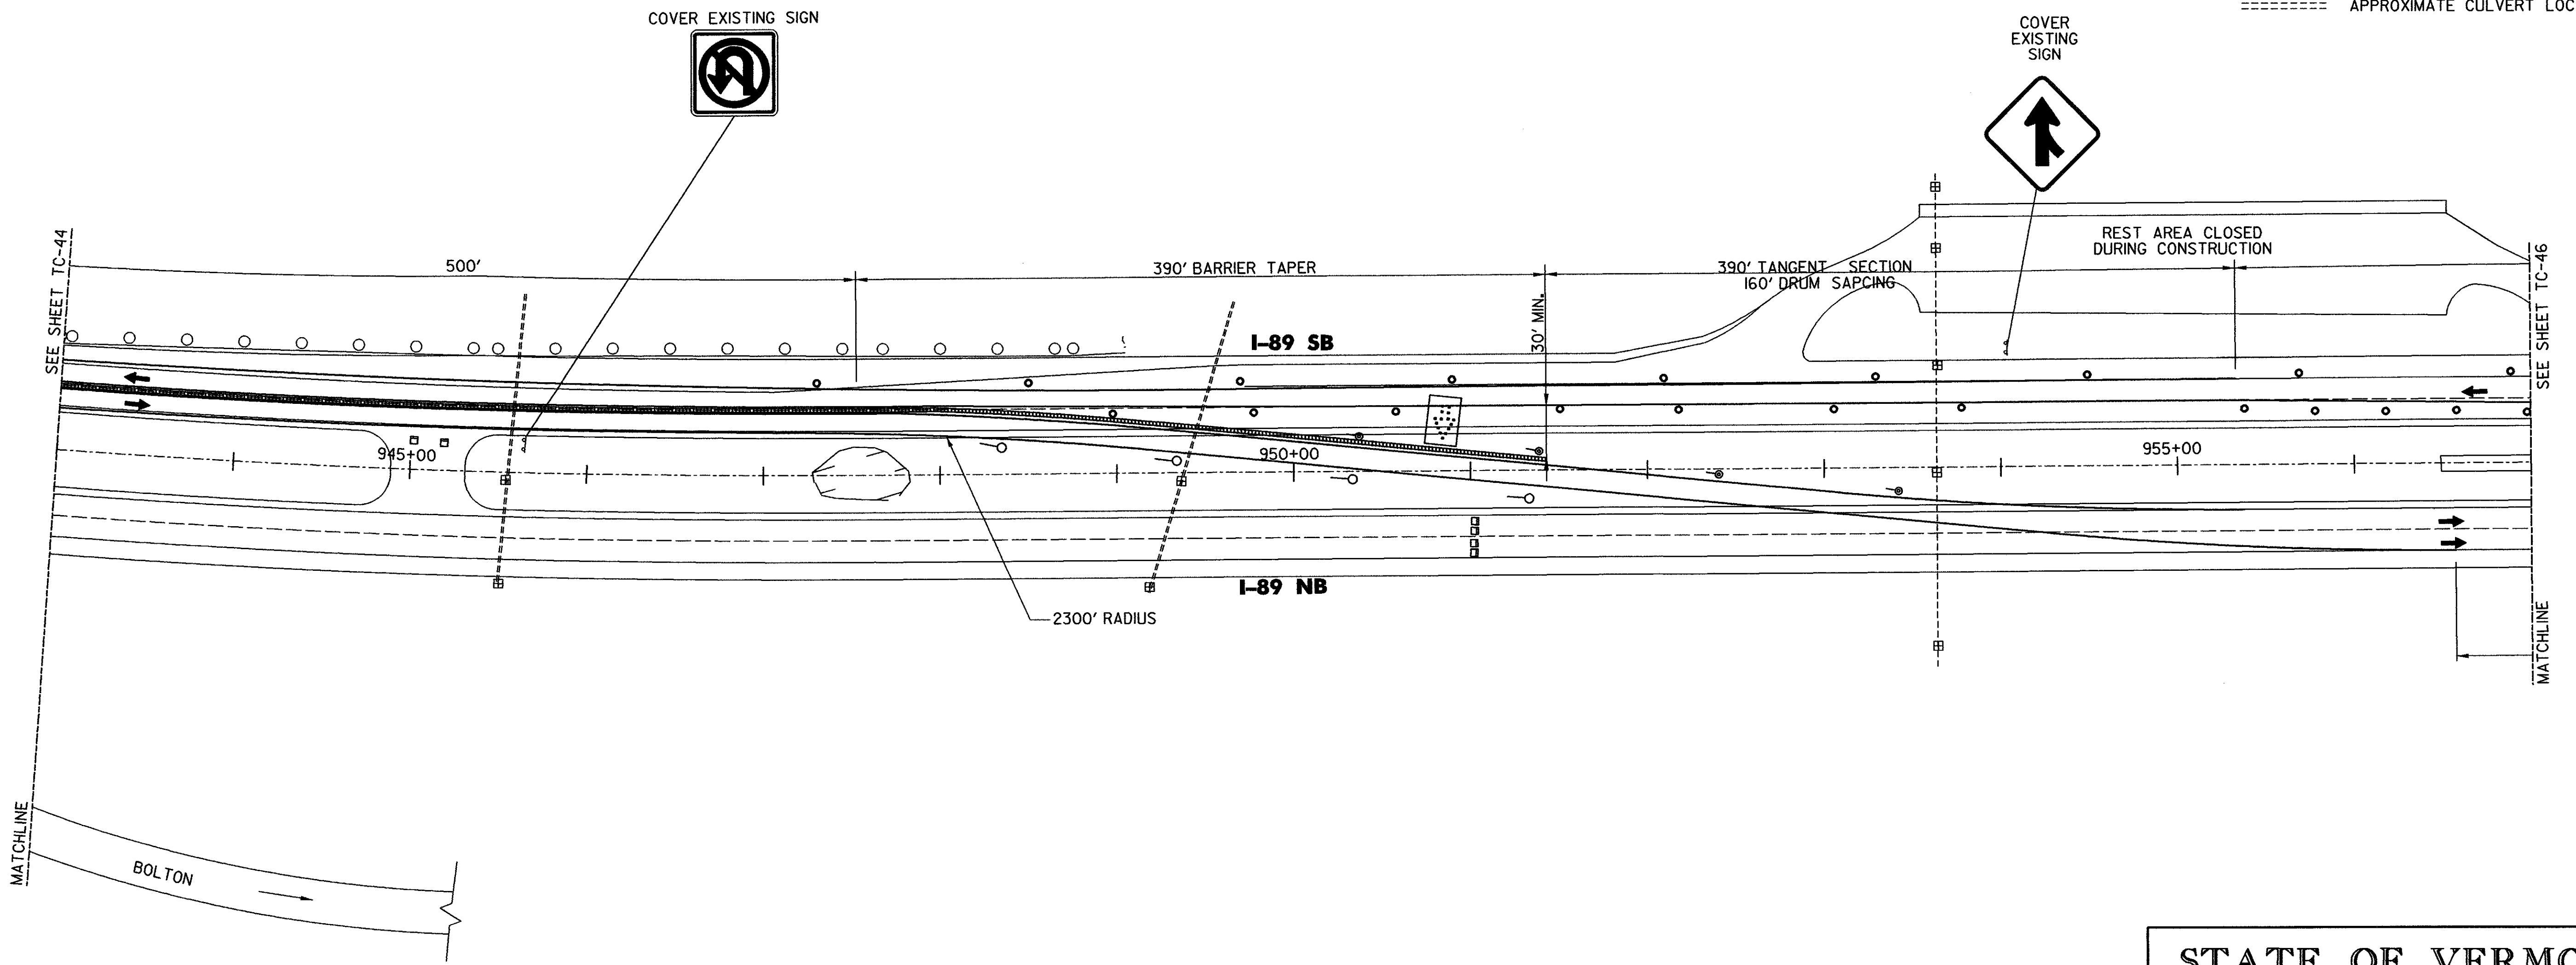 APPROXIMATE CULVERT LOC
COVER EXISTING SIGN
COVER
EXISTING
SIGN
SEE SHEET TC-44
500'
390' BARRIER TAPER
390' TANGENT SECTION
160' DRUM SAPCING
REST AREA CLOSED
DURING CONSTRUCTION
SEE SHEET TC-46
30' MIN.
I-89 SB
945+00
950+00
955+00
I-89 NB
2300' RADIUS
MATCHLINE
MATCHLINE
BOLTON
STATE OF VERMO